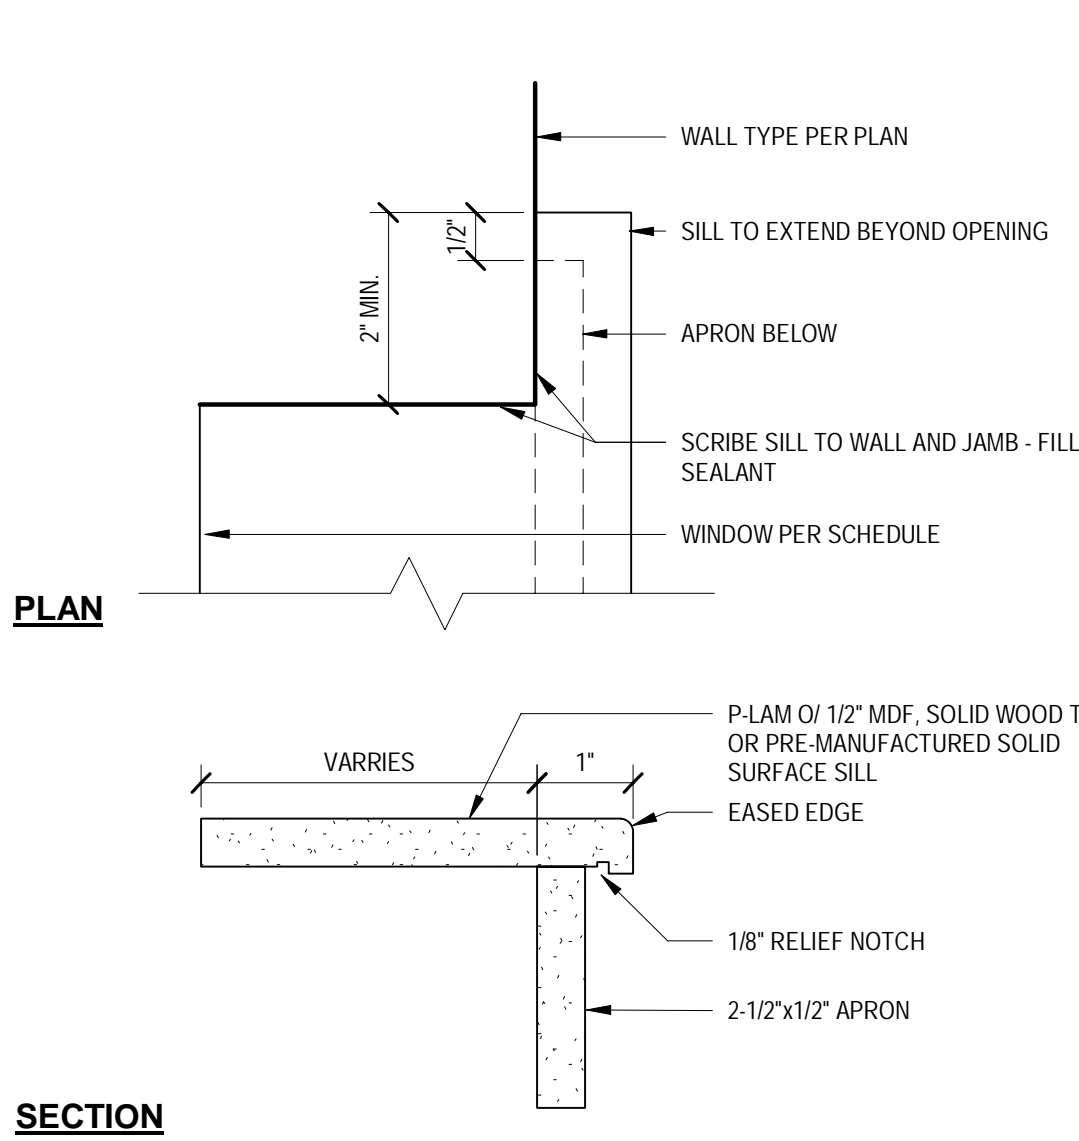 WALL TYPE PER PLAN
SILL TO EXTEND BEYOND OPENING
1/2"
2" MIN.
APRON BELOW
SCRIBE SILL TO WALL AND JAMB - FILL
SEALANT
WINDOW PER SCHEDULE
PLAN
P-LAM O/ 1/2" MDF, SOLID WOOD T
OR PRE-MANUFACTURED SOLID
SURFACE SILL
VARRIES
1"
EASED EDGE
1/8" RELIEF NOTCH
2-1/2"x1/2" APRON
SECTION